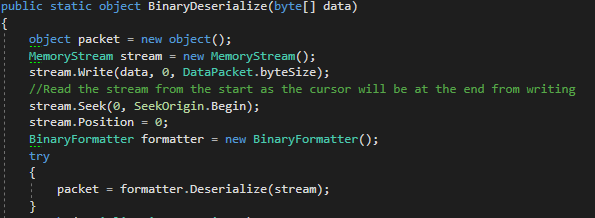 public static object BinaryDeserialize(byte[] data)
{
object packet = new object();
MemoryStream stream = new MemoryStream();
stream.Write(data, 0, DataPacket.byteSize);
//Read the stream from the start as the cursor will be at the end from writing
stream.Seek(0, SeekOrigin.Begin);
stream.Position = 0;
BinaryFormatter formatter = new BinaryFormatter();
try
{
packet = formatter.Deserialize(stream);
}